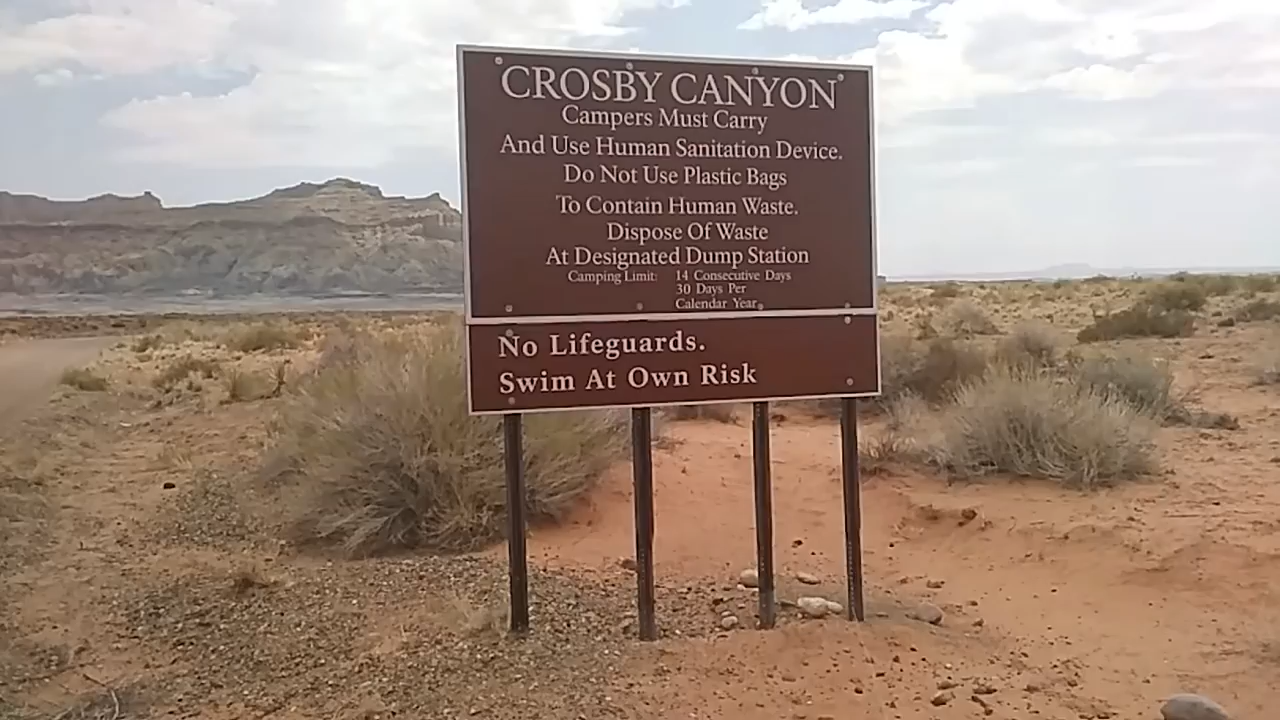 CROSBY CANYON
Campers Must Carry
And Use Human Sanitation Device.
Do Not Use Plastic Bags
To Contain Human Waste.
Dispose Of Waste
At Designated Dump Station
Camping Limit: 14 Consecutive Days
30 Days Per
Calendar Year
No Lifeguards.
Swim At Own Risk